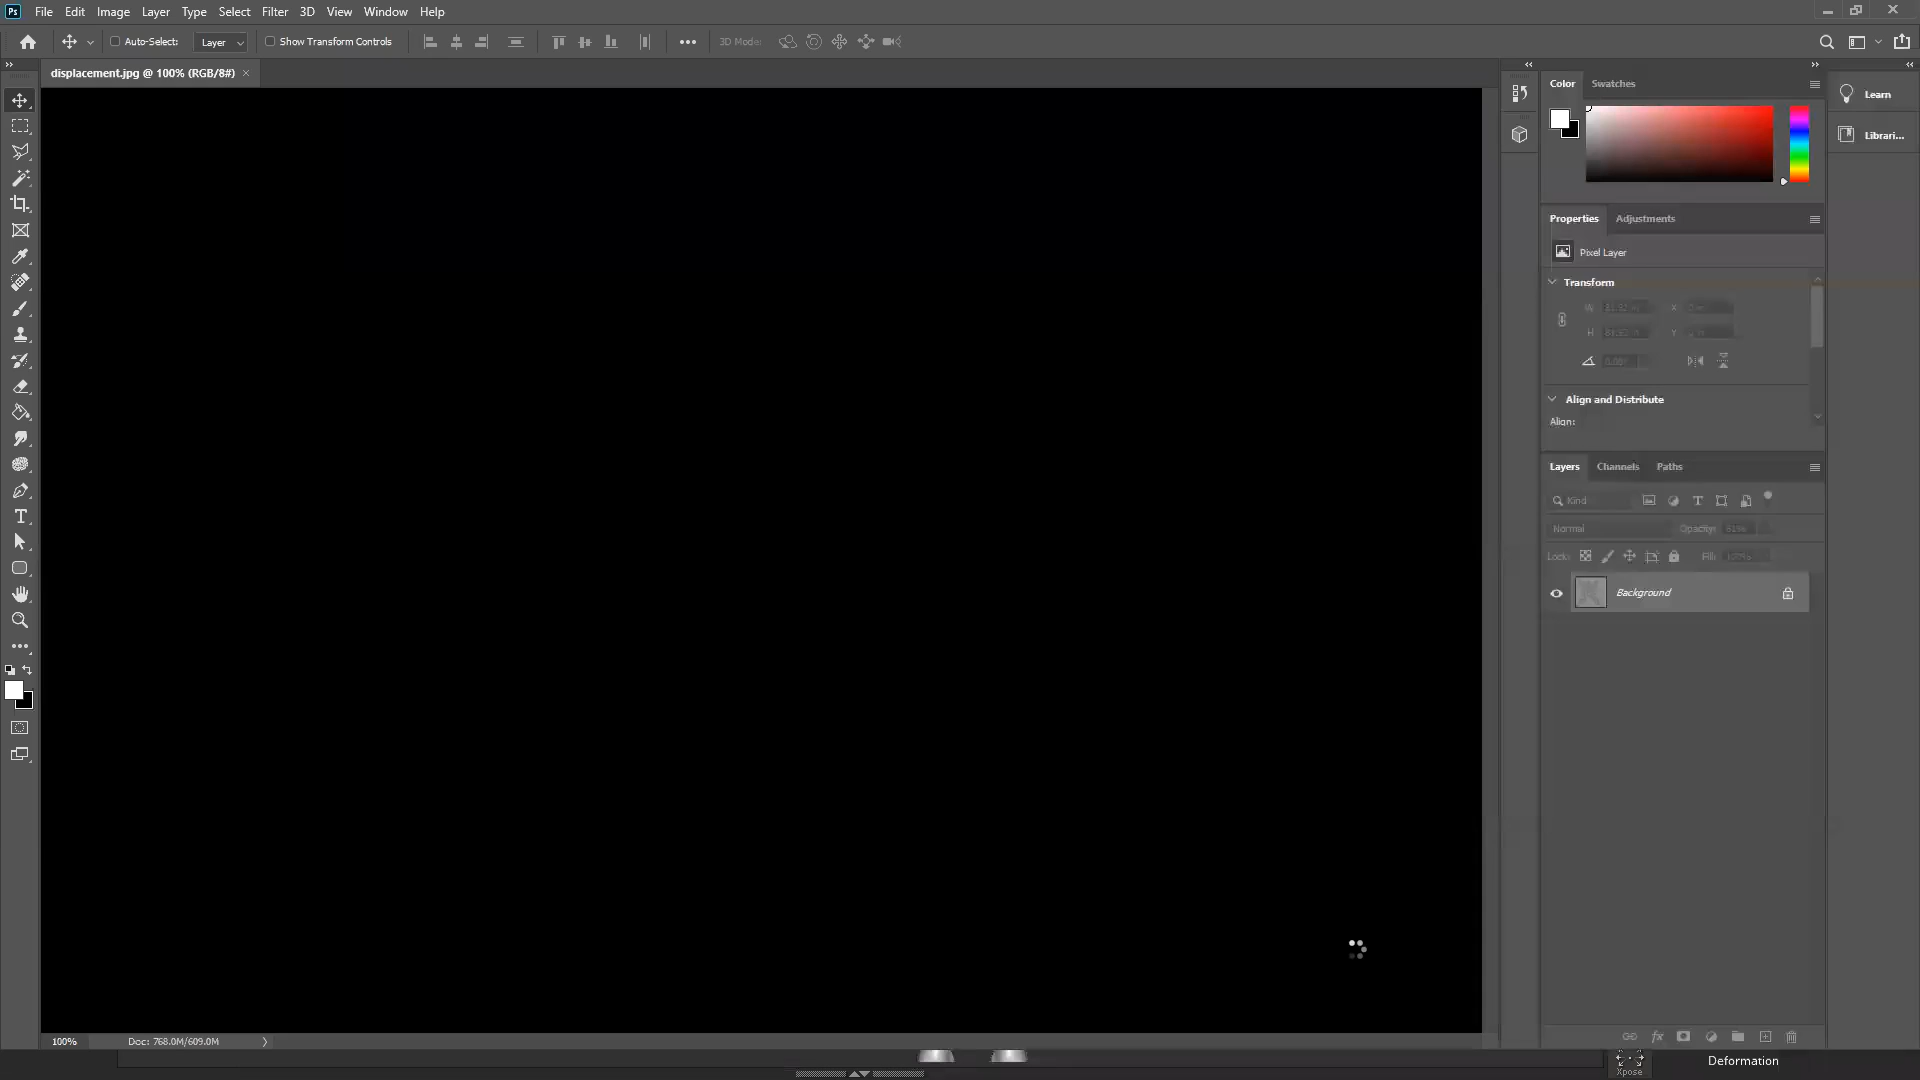 Ps File Edit Image Layer Type Select Filter 3D View Window Help
Auto-Select: Layer Show Transform Controls 3D Mode:
displacement.jpg @ 100% (RGB/8#)
Color Swatches
Learn
Librari...
Properties Adjustments
Pixel Layer
Transform
W X
H Y
0.00°
Align and Distribute
Align:
Layers Channels Paths
Kind
Normal Opacity:
Lock: Fill:
Background
100% Doc: 768.0M/609.0M
Xpose Deformation